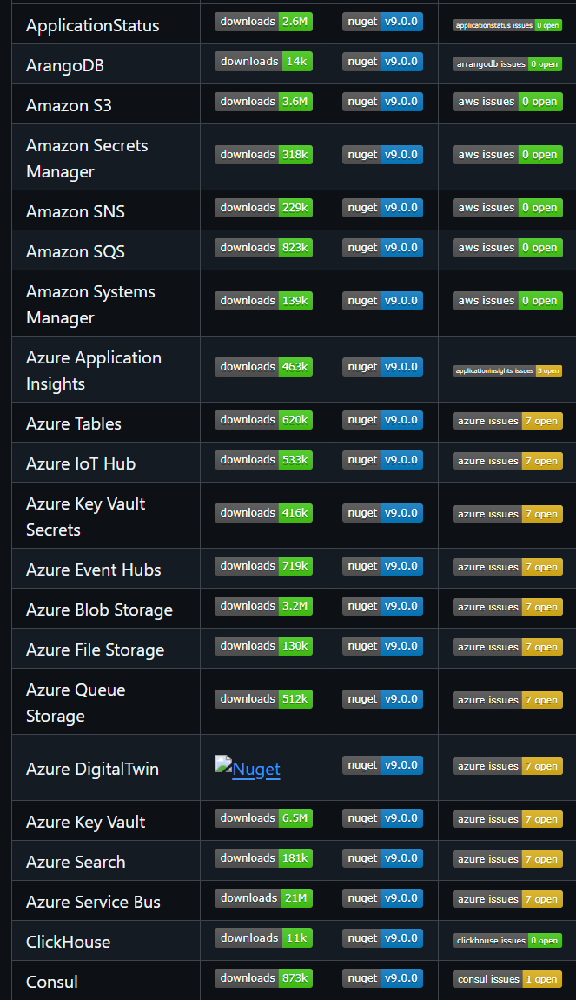 ApplicationStatus downloads 2.6M nuget v9.0.0 applicationstatus issues 0 open
ArangoDB downloads 14k nuget v9.0.0 arrangodb issues 0 open
Amazon S3 downloads 3.6M nuget v9.0.0 aws issues 0 open
Amazon Secrets
Manager downloads 318k nuget v9.0.0 aws issues 0 open
Amazon SNS downloads 229k nuget v9.0.0 aws issues 0 open
Amazon SQS downloads 823k nuget v9.0.0 aws issues 0 open
Amazon Systems
Manager downloads 139k nuget v9.0.0 aws issues 0 open
Azure Application
Insights downloads 463k nuget v9.0.0 applicationinsights issues 3 open
Azure Tables downloads 620k nuget v9.0.0 azure issues 7 open
Azure IoT Hub downloads 533k nuget v9.0.0 azure issues 7 open
Azure Key Vault
Secrets downloads 416k nuget v9.0.0 azure issues 7 open
Azure Event Hubs downloads 719k nuget v9.0.0 azure issues 7 open
Azure Blob Storage downloads 3.2M nuget v9.0.0 azure issues 7 open
Azure File Storage downloads 130k nuget v9.0.0 azure issues 7 open
Azure Queue
Storage downloads 512k nuget v9.0.0 azure issues 7 open
Azure DigitalTwin Nuget nuget v9.0.0 azure issues 7 open
Azure Key Vault downloads 6.5M nuget v9.0.0 azure issues 7 open
Azure Search downloads 181k nuget v9.0.0 azure issues 7 open
Azure Service Bus downloads 21M nuget v9.0.0 azure issues 7 open
ClickHouse downloads 11k nuget v9.0.0 clickhouse issues 0 open
Consul downloads 873k nuget v9.0.0 consul issues 1 open